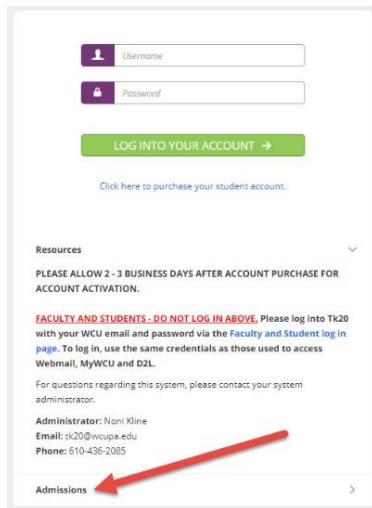 Username
Password
LOG INTO YOUR ACCOUNT →
Click here to purchase your student account.
Resources
PLEASE ALLOW 2 - 3 BUSINESS DAYS AFTER ACCOUNT PURCHASE FOR
ACCOUNT ACTIVATION.
FACULTY AND STUDENTS - DO NOT LOG IN ABOVE. Please log into Tk20
with your WCU email and password via the Faculty and Student log in
page. To log in, use the same credentials as those used to access
Webmail, MyWCU and D2L.
For questions regarding this system, please contact your system
administrator.
Administrator: Noni Kline
Email: tk20@wcupa.edu
Phone: 610-436-2085
Admissions